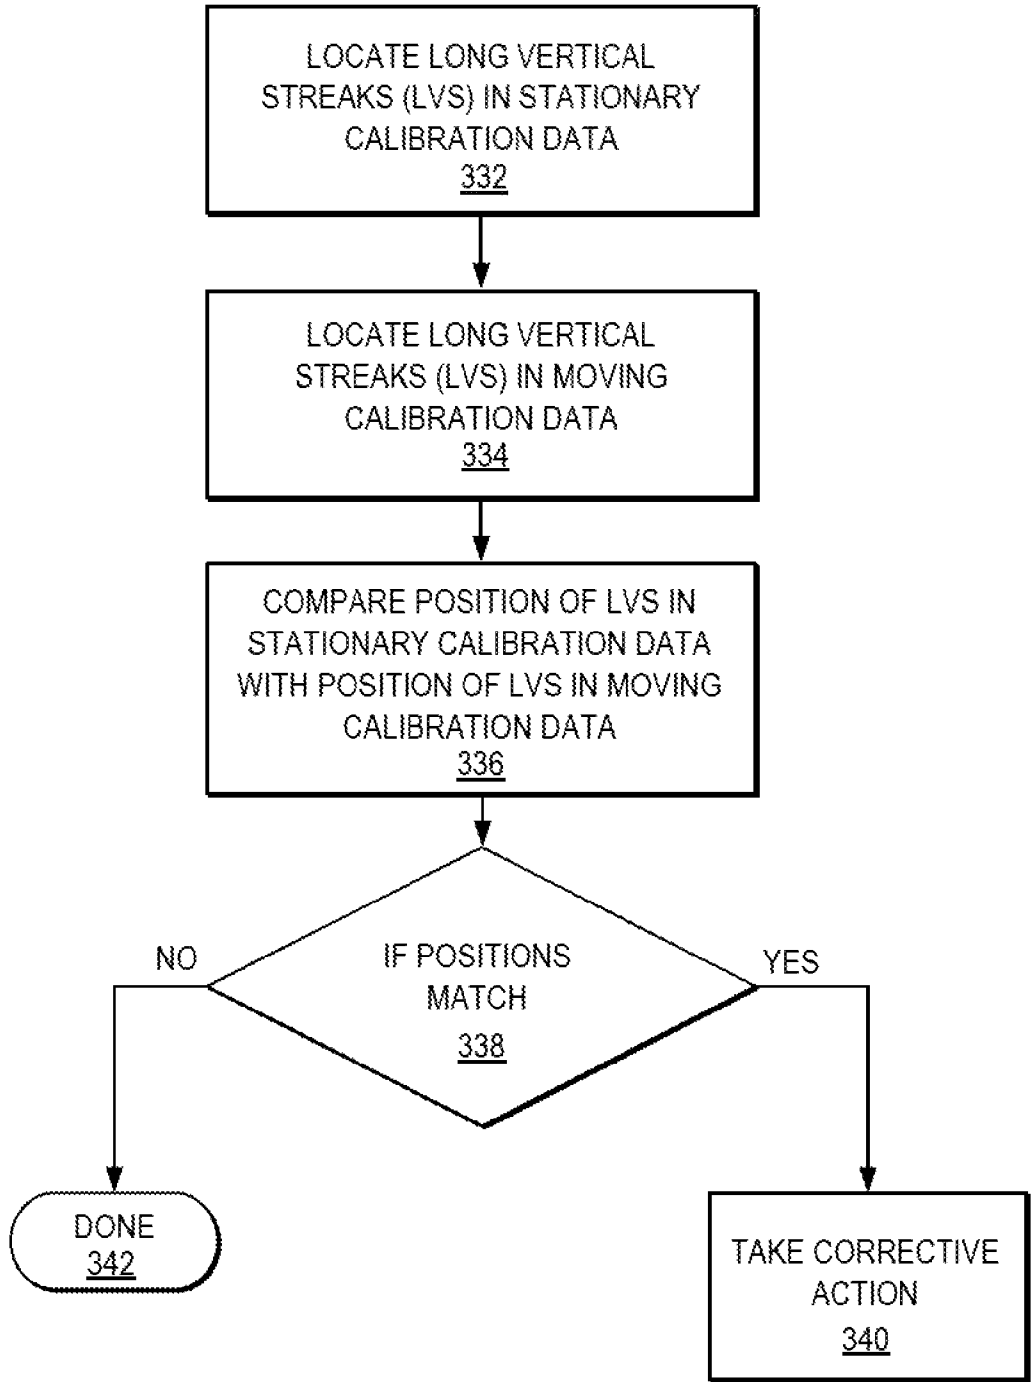 LOCATE LONG VERTICAL
STREAKS (LVS) IN STATIONARY
CALIBRATION DATA
332
LOCATE LONG VERTICAL
STREAKS (LVS) IN MOVING
CALIBRATION DATA
334
COMPARE POSITION OF LVS IN
STATIONARY CALIBRATION DATA
WITH POSITION OF LVS IN MOVING
CALIBRATION DATA
336
IF POSITIONS
MATCH
338
NO
YES
DONE
342
TAKE CORRECTIVE
ACTION
340